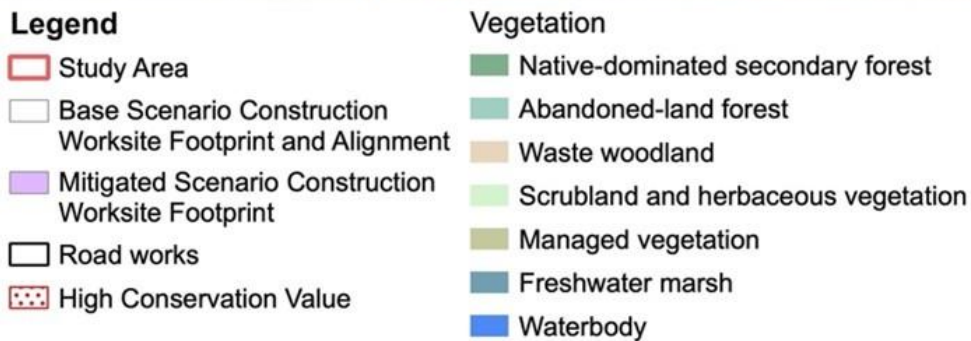 Legend
Study Area
Base Scenario Construction
Worksite Footprint and Alignment
Mitigated Scenario Construction
Worksite Footprint
Road works
High Conservation Value
Vegetation
Native-dominated secondary forest
Abandoned-land forest
Waste woodland
Scrubland and herbaceous vegetation
Managed vegetation
Freshwater marsh
Waterbody